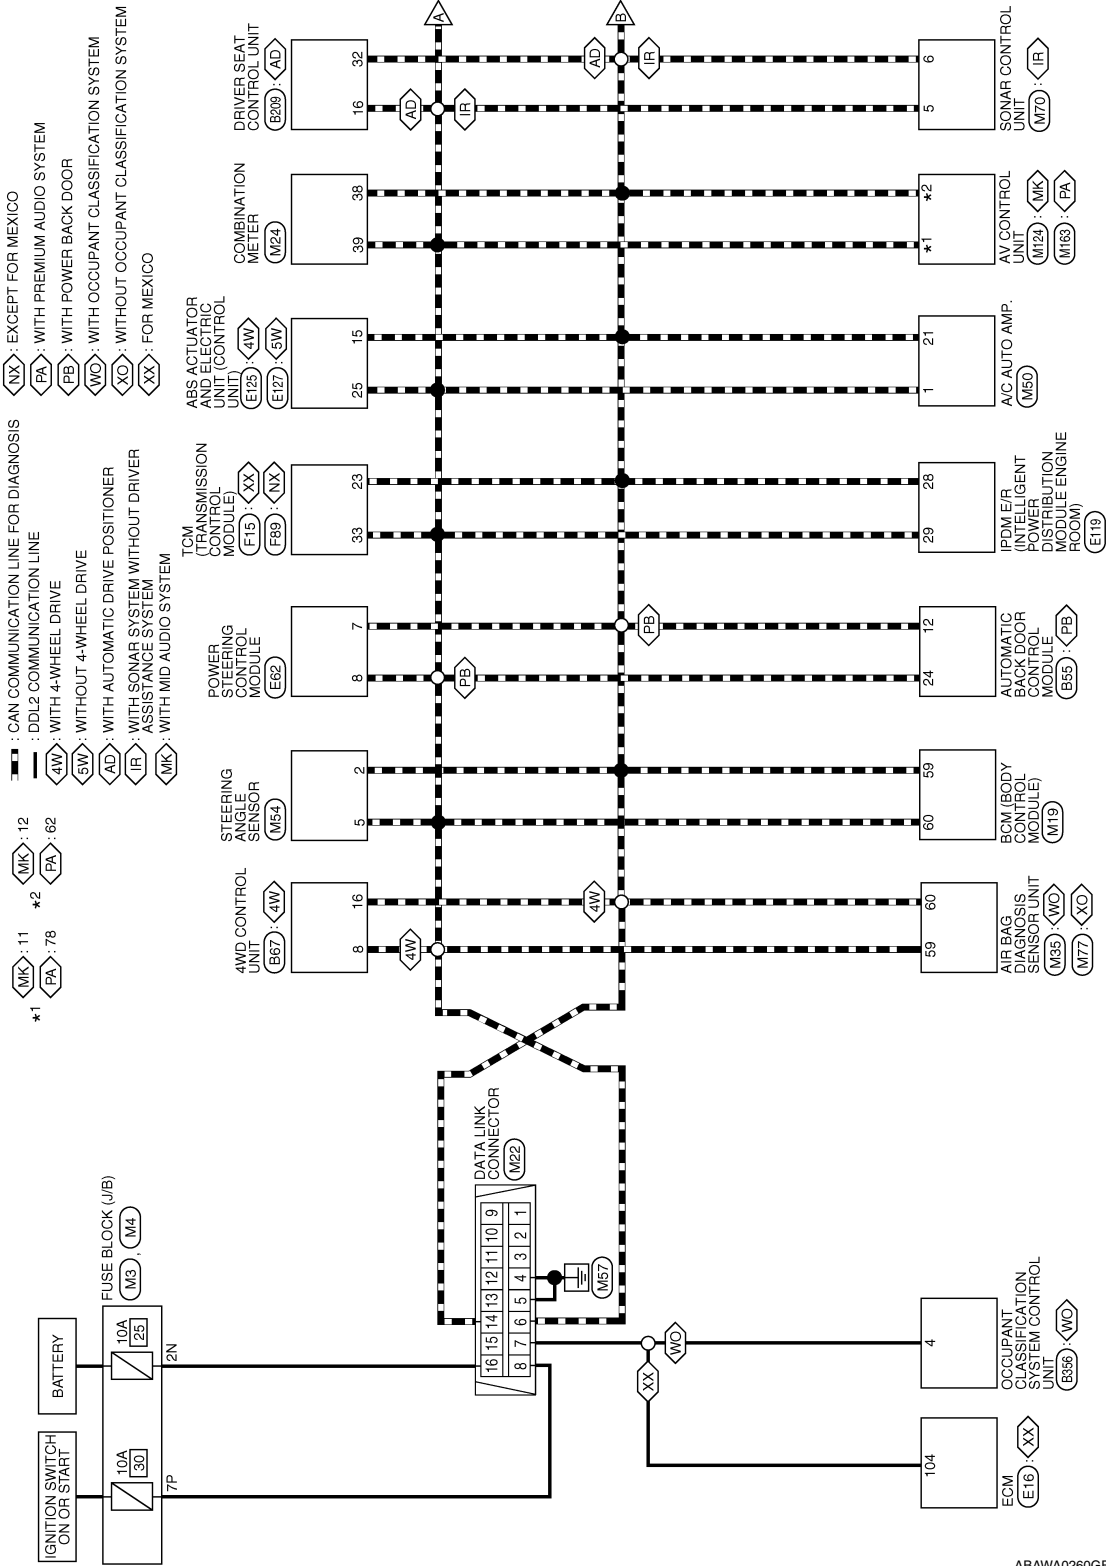 IGNITION SWITCH
ON OR START
BATTERY
FUSE BLOCK (J/B)
M3 , M4
10A
30
7P
10A
25
2N
*1 MK : 11
PA : 78
*2 MK : 12
PA : 62
: CAN COMMUNICATION LINE FOR DIAGNOSIS
: DDL2 COMMUNICATION LINE
4W : WITH 4-WHEEL DRIVE
5W : WITHOUT 4-WHEEL DRIVE
AD : WITH AUTOMATIC DRIVE POSITIONER
IR : WITH SONAR SYSTEM WITHOUT DRIVER
ASSISTANCE SYSTEM
MK : WITH MID AUDIO SYSTEM
NX : EXCEPT FOR MEXICO
PA : WITH PREMIUM AUDIO SYSTEM
PB : WITH POWER BACK DOOR
WO : WITH OCCUPANT CLASSIFICATION SYSTEM
XO : WITHOUT OCCUPANT CLASSIFICATION SYSTEM
XX : FOR MEXICO
4WD CONTROL
UNIT
B67 : 4W
8 16
STEERING
ANGLE
SENSOR
M54
5 2
POWER
STEERING
CONTROL
MODULE
E62
8 7
TCM
(TRANSMISSION
CONTROL
MODULE)
F15 : XX
F89 : NX
33 23
ABS ACTUATOR
AND ELECTRIC
UNIT (CONTROL
UNIT)
E125 : 4W
E127 : 5W
25 15
COMBINATION
METER
M24
39 38
DRIVER SEAT
CONTROL UNIT
B209 : AD
16 32
4W
PB
AD
IR
A
4W
PB
AD
IR
B
DATA LINK
CONNECTOR
M22
16 15 14 13 12 11 10 9
8 7 6 5 4 3 2 1
M57
XX
WO
104
ECM
E16 : XX
4
OCCUPANT
CLASSIFICATION
SYSTEM CONTROL
UNIT
B356 : WO
59 60
AIR BAG
DIAGNOSIS
SENSOR UNIT
M35 : WO
M77 : XO
60 59
BCM (BODY
CONTROL
MODULE)
M19
24 12
AUTOMATIC
BACK DOOR
CONTROL
MODULE
B55 : PB
29 28
IPDM E/R
(INTELLIGENT
POWER
DISTRIBUTION
MODULE ENGINE
ROOM)
E119
1 21
A/C AUTO AMP.
M50
*1 *2
AV CONTROL
UNIT
M124 : MK
M163 : PA
5 6
SONAR CONTROL
UNIT
M70 : IR